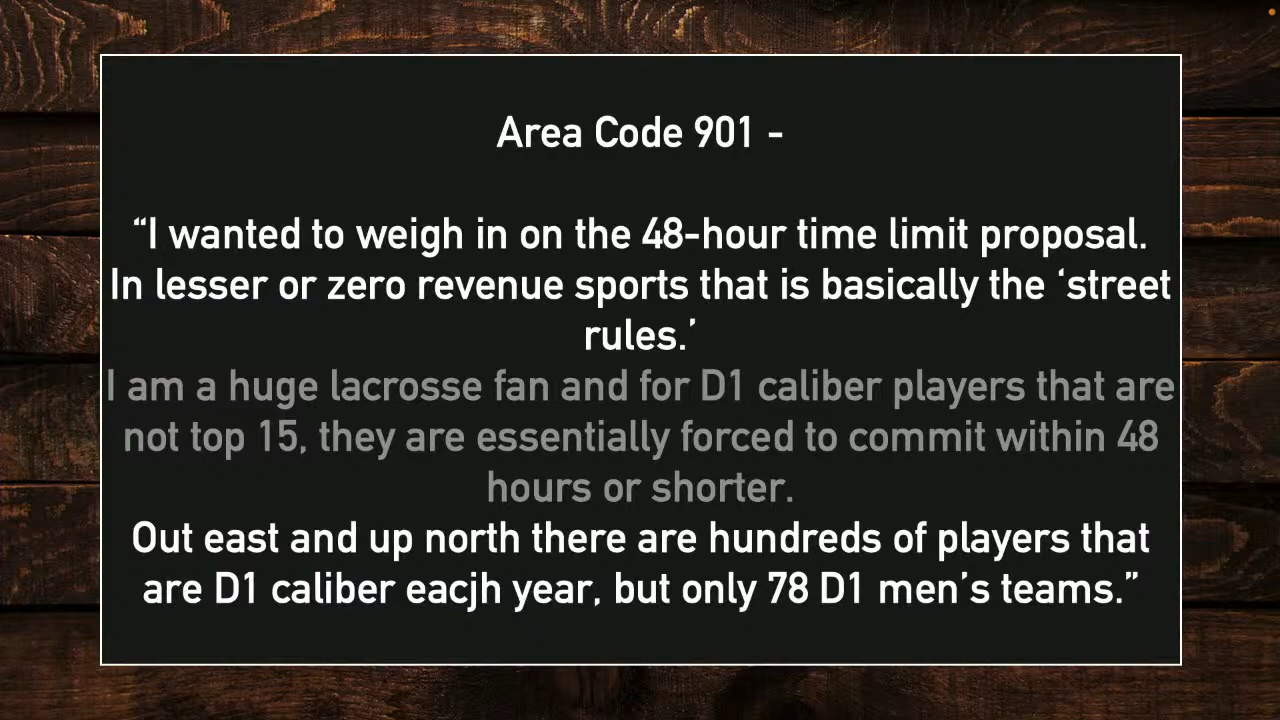 Area Code 901 -
“I wanted to weigh in on the 48-hour time limit proposal.
In lesser or zero revenue sports that is basically the ‘street
rules.’
I am a huge lacrosse fan and for D1 caliber players that are
not top 15, they are essentially forced to commit within 48
hours or shorter.
Out east and up north there are hundreds of players that
are D1 caliber eacjh year, but only 78 D1 men’s teams.”